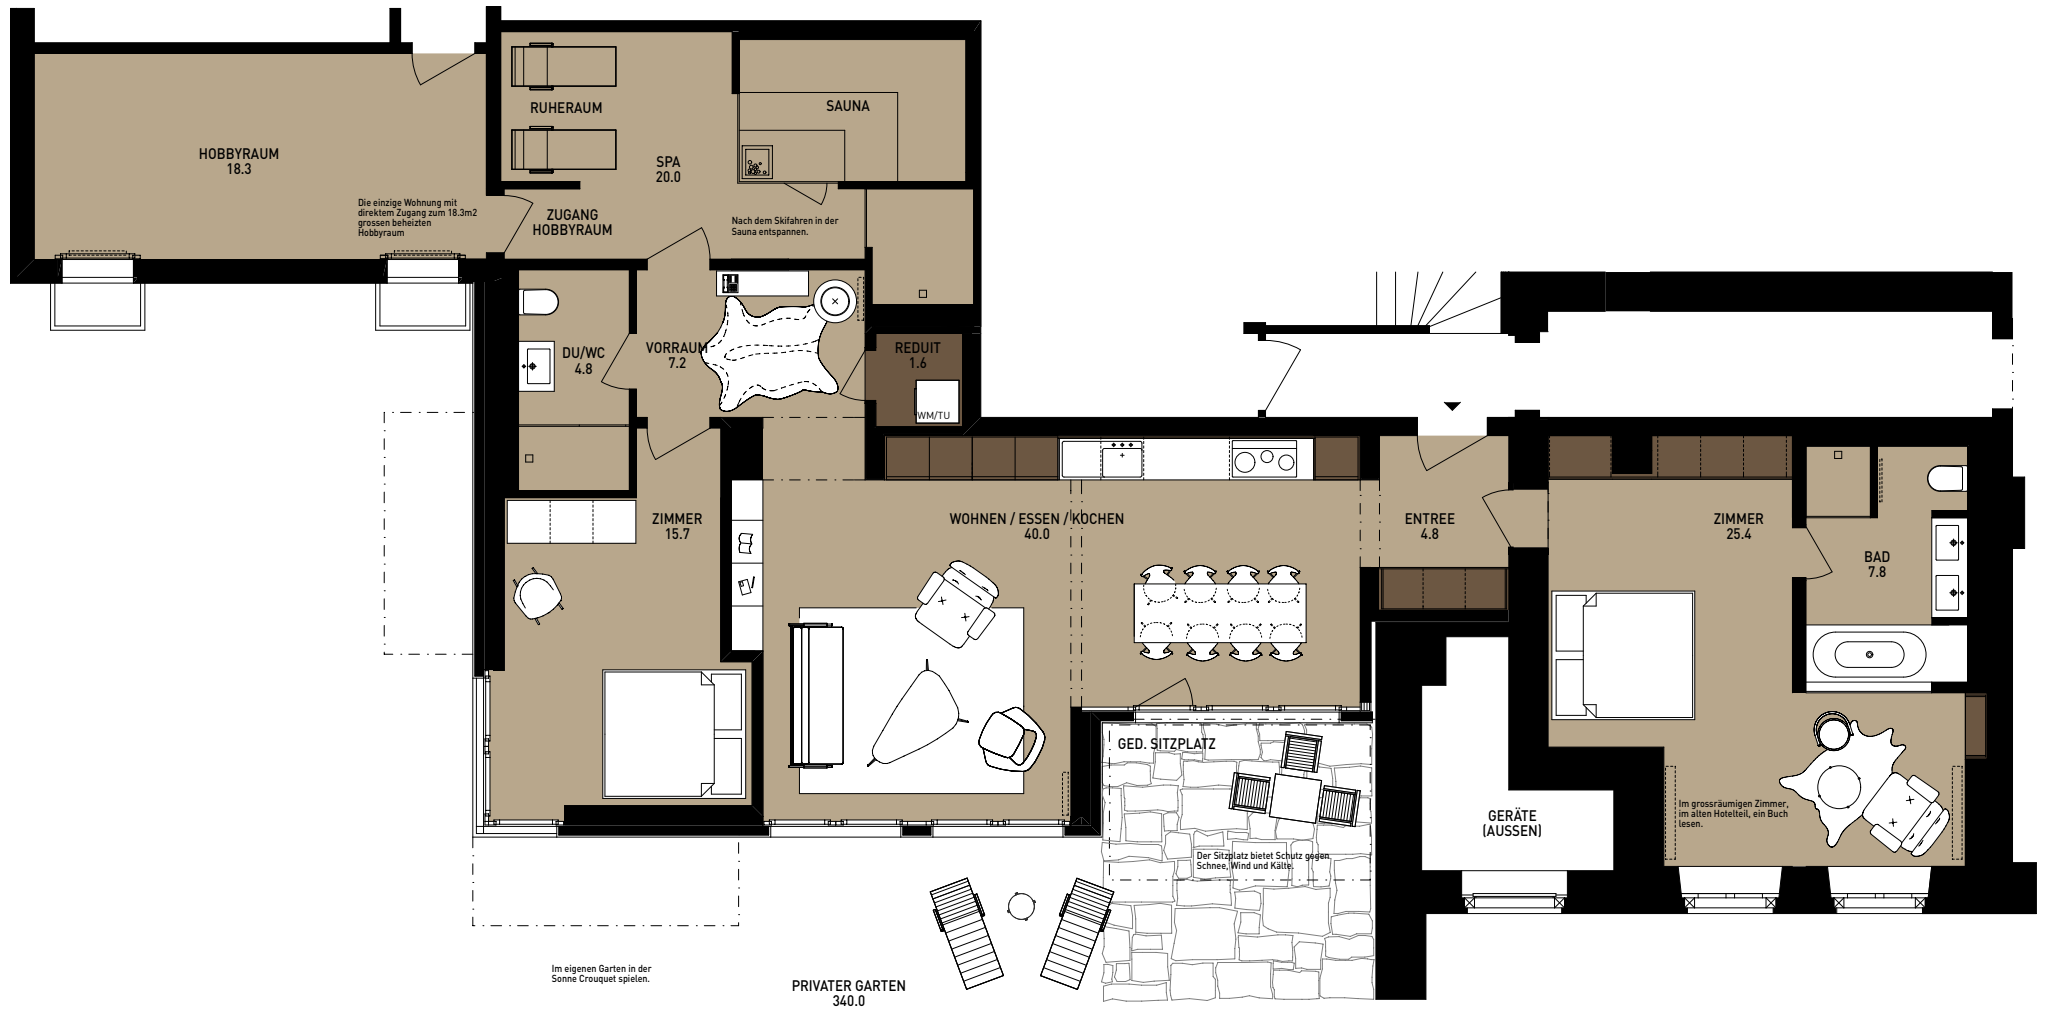 HOBBYRAUM
18.3
Die einzige Wohnung mit
direktem Zugang zum 18.3m2
grossen beheizten
Hobbyraum
RUHERAUM
SPA
20.0
SAUNA
ZUGANG
HOBBYRAUM
Nach dem Skifahren in der
Sauna entspannen.
DU/WC
4.8
VORRAUM
7.2
REDUIT
1.6
WM/TU
ZIMMER
15.7
WOHNEN / ESSEN / KOCHEN
40.0
ENTREE
4.8
ZIMMER
25.4
BAD
7.8
GED. SITZPLATZ
Der Sitzplatz bietet Schutz gegen
Schnee, Wind und Kälte.
GERÄTE
(AUSSEN)
Im grossräumigen Zimmer,
im alten Hotelteil, ein Buch
lesen.
Im eigenen Garten in der
Sonne Crouquet spielen.
PRIVATER GARTEN
340.0